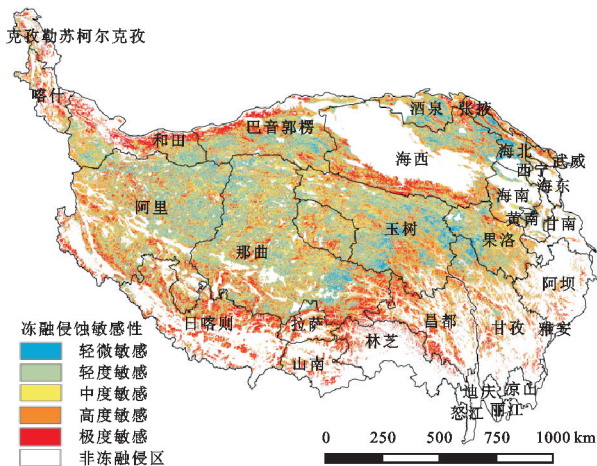 克孜勒苏柯尔克孜
喀什
和田
巴音郭楞
酒泉
张掖
海西
海北
武威
西宁
海东
海南
黄南
甘南
阿里
那曲
玉树
果洛
阿坝
日喀则
拉萨
昌都
甘孜
雅安
林芝
山南
迪庆
凉山
怒江
丽江
冻融侵蚀敏感性
轻微敏感
轻度敏感
中度敏感
高度敏感
极度敏感
非冻融侵区
0 250 500 750 1000 km